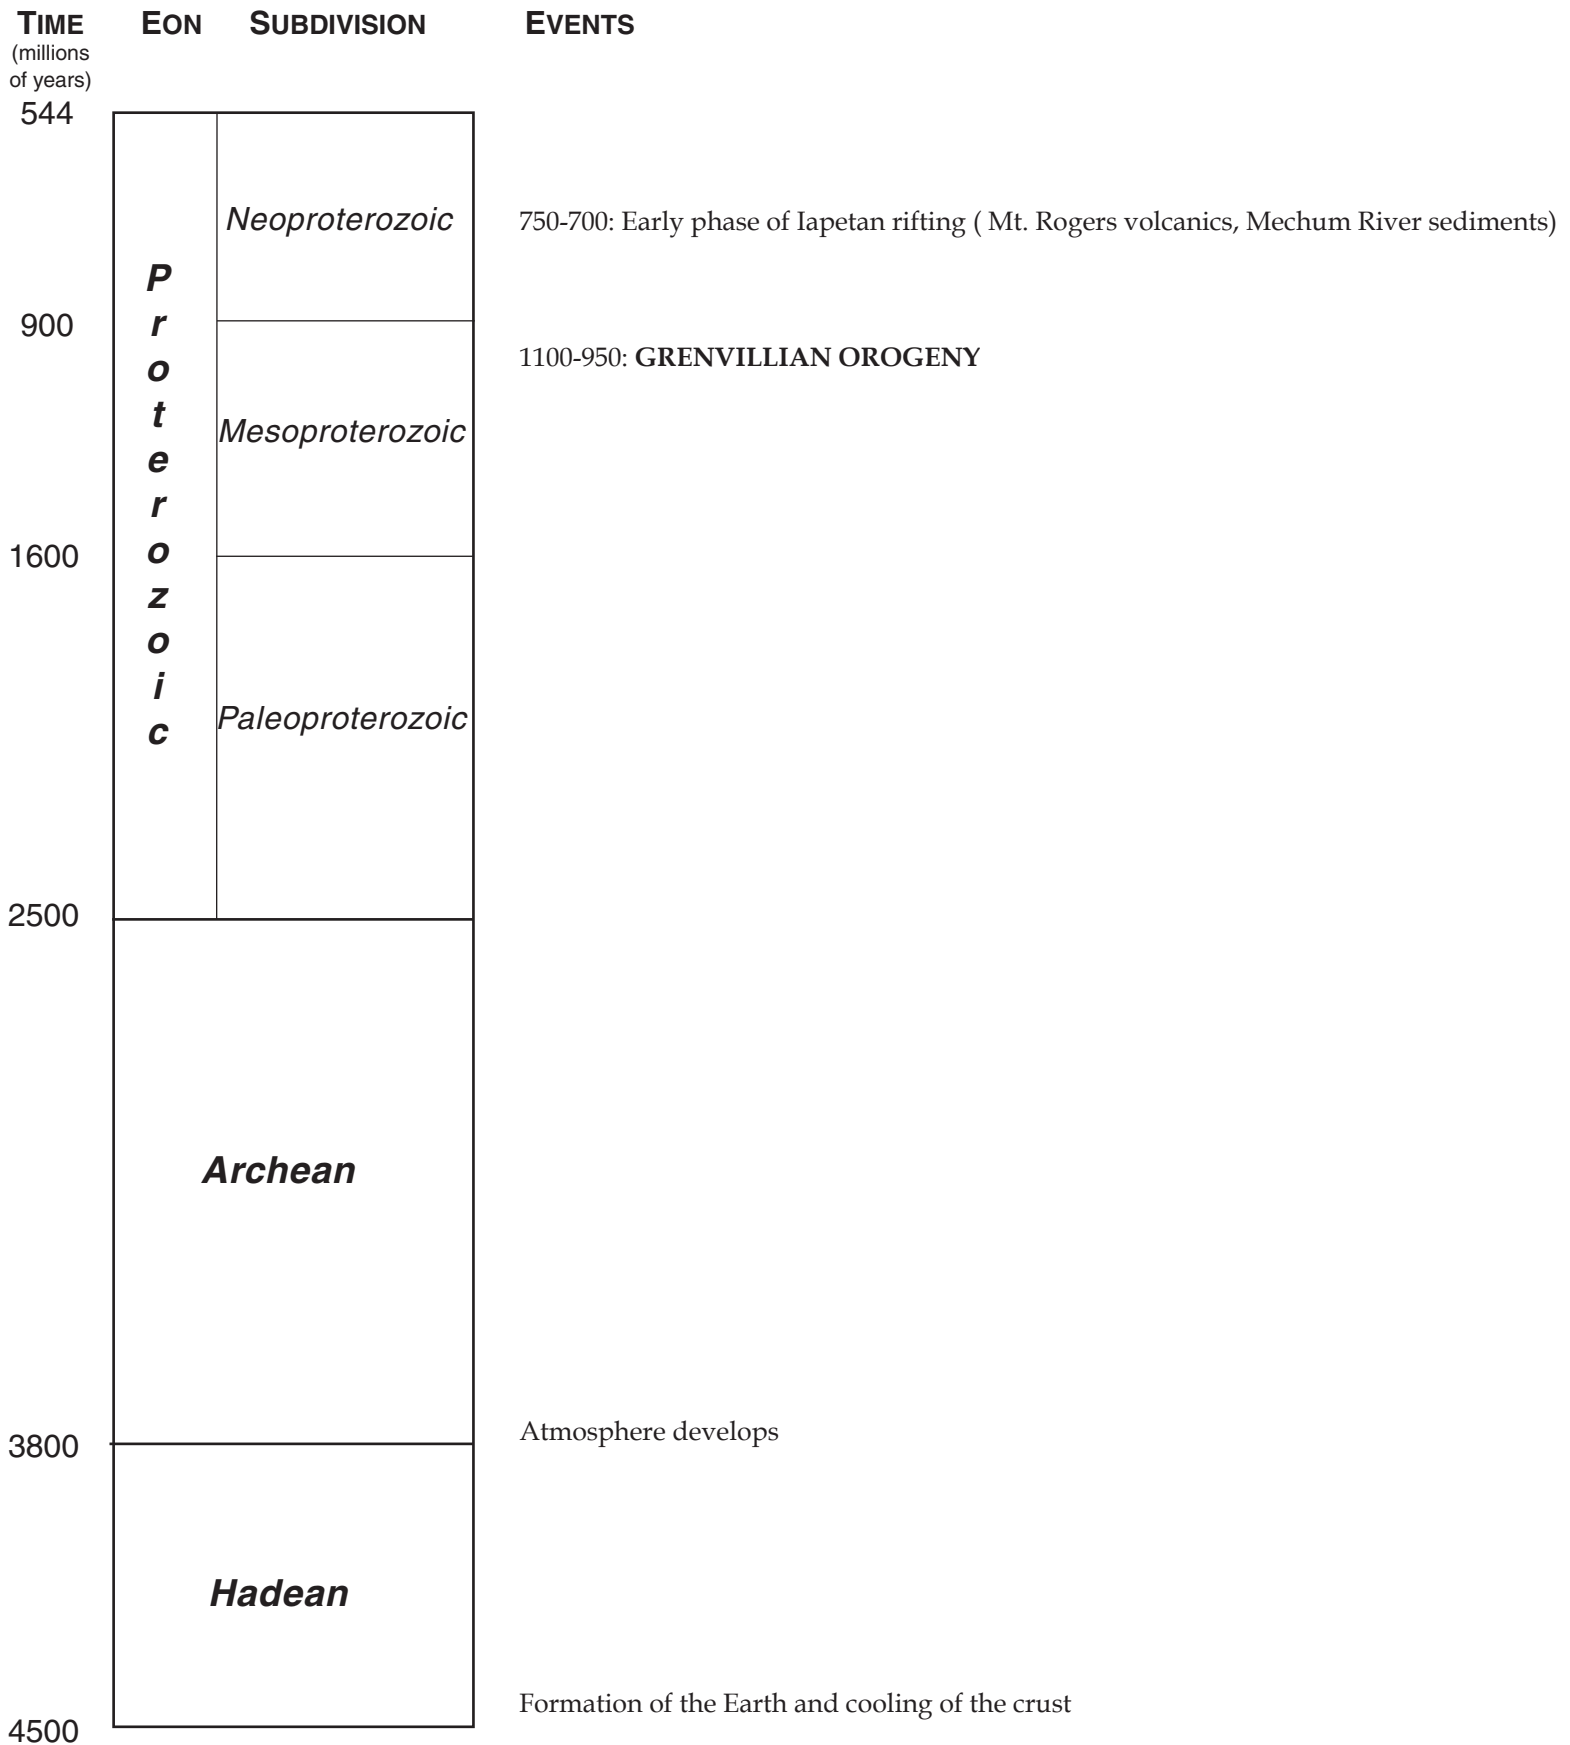 TIME EON SUBDIVISION EVENTS
(millions
of years)
544
Neoproterozoic 750-700: Early phase of Iapetan rifting ( Mt. Rogers volcanics, Mechum River sediments)
Proterozoic
900
1100-950: GRENVILLIAN OROGENY
Mesoproterozoic
1600
Paleoproterozoic
2500
Archean
Atmosphere develops
3800
Hadean
Formation of the Earth and cooling of the crust
4500